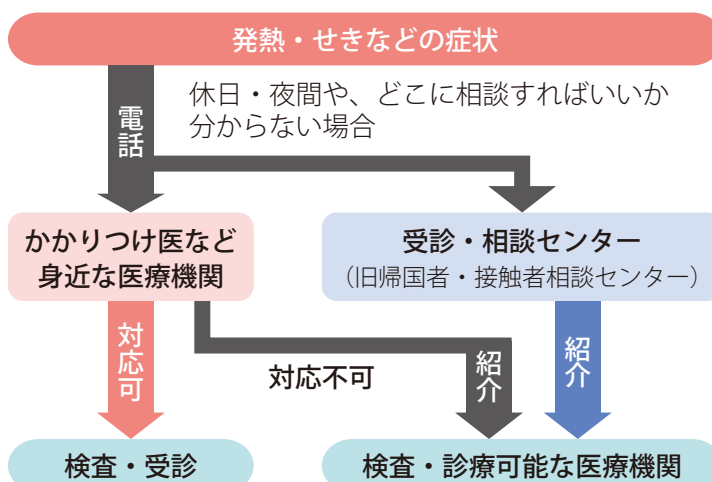 発熱・せきなどの症状
電話
休日・夜間や、どこに相談すればいいか
分からない場合
かかりつけ医など
身近な医療機関
受診・相談センター
（旧帰国者・接触者相談センター）
対応可
対応不可
紹介
紹介
検査・受診
検査・診療可能な医療機関